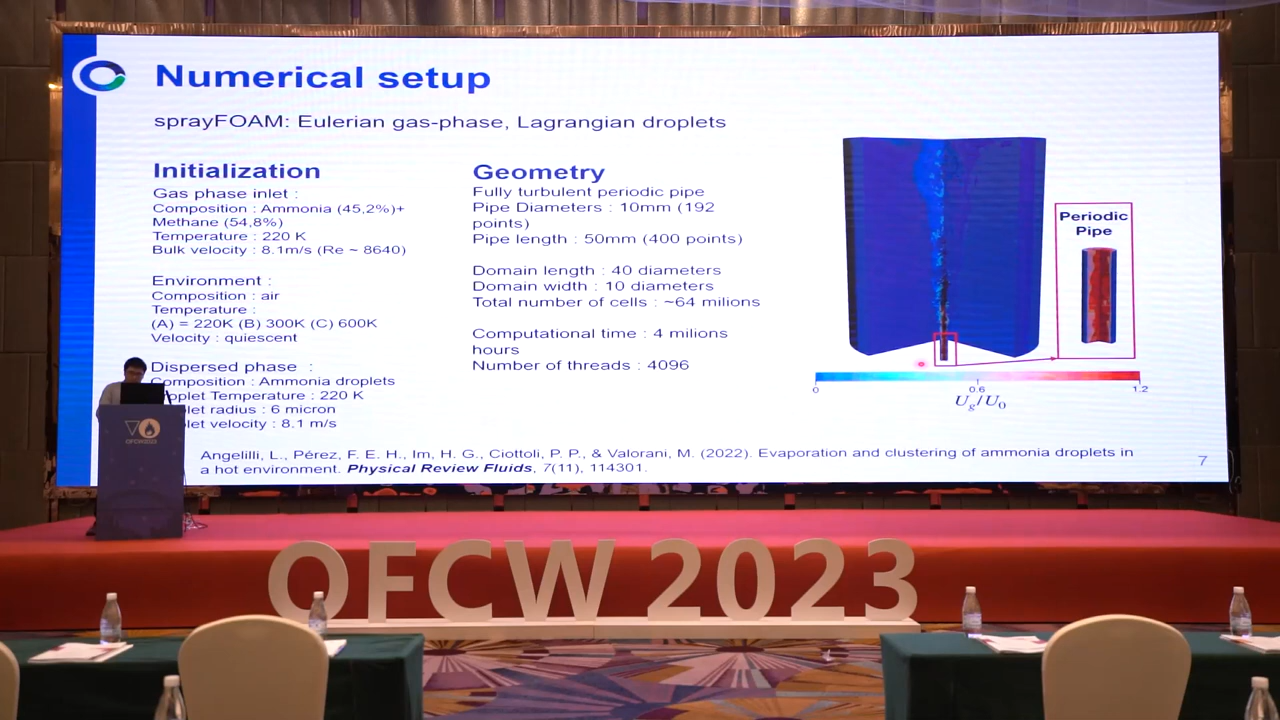 Numerical setup
sprayFOAM: Eulerian gas-phase, Lagrangian droplets
Initialization
Gas phase inlet :
Composition : Ammonia (45,2%)+
Methane (54,8%)
Temperature : 220 K
Bulk velocity : 8.1m/s (Re ~ 8640)
Environment :
Composition : air
Temperature :
(A) = 220K (B) 300K (C) 600K
Velocity : quiescent
Dispersed phase :
Composition : Ammonia droplets
Temperature : 220 K
radius : 6 micron
velocity : 8.1 m/s
Geometry
Fully turbulent periodic pipe
Pipe Diameters : 10mm (192
points)
Pipe length : 50mm (400 points)
Domain length : 40 diameters
Domain width : 10 diameters
Total number of cells : ~64 milions
Computational time : 4 milions
hours
Number of threads : 4096
Periodic
Pipe
0 0.6 1.2
Ug/U0
Angelilli, L., Pérez, F. E. H., Im, H. G., Ciottoli, P. P., & Valorani, M. (2022). Evaporation and clustering of ammonia droplets in
a hot environment. Physical Review Fluids, 7(11), 114301.
7
OFCW2023
OFCW 2023